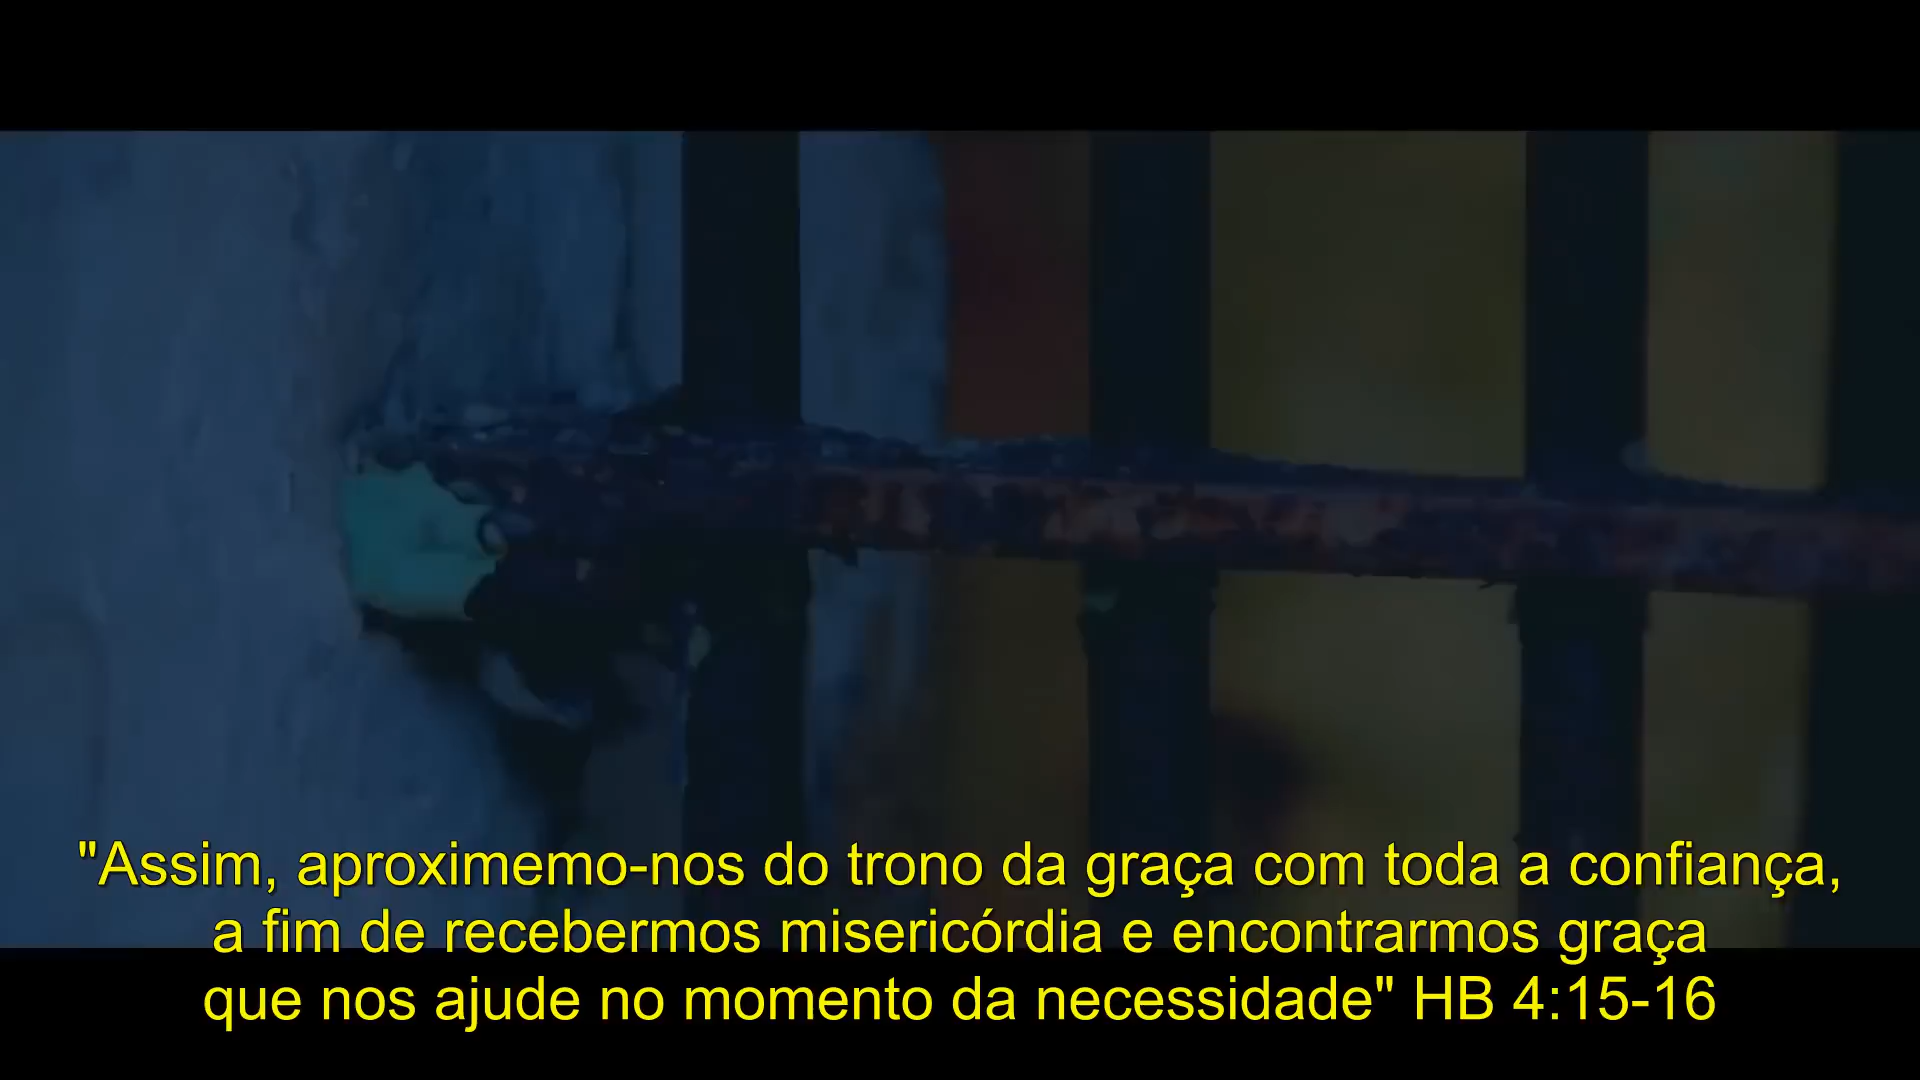 "Assim, aproximemo-nos do trono da graça com toda a confiança,
a fim de recebermos misericórdia e encontrarmos graça
que nos ajude no momento da necessidade" HB 4:15-16